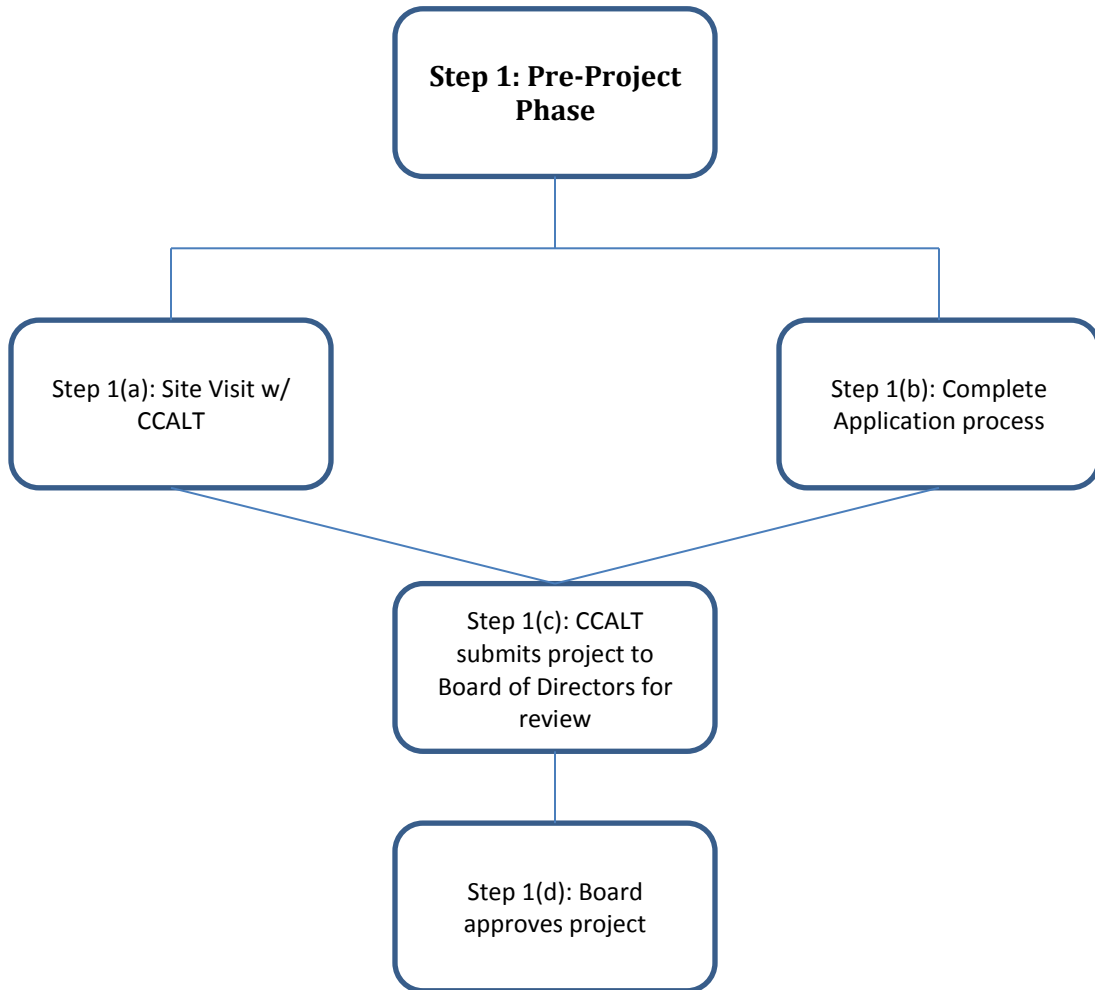 Step 1: Pre-Project
Phase
Step 1(a): Site Visit w/
CCALT
Step 1(b): Complete
Application process
Step 1(c): CCALT
submits project to
Board of Directors for
review
Step 1(d): Board
approves project